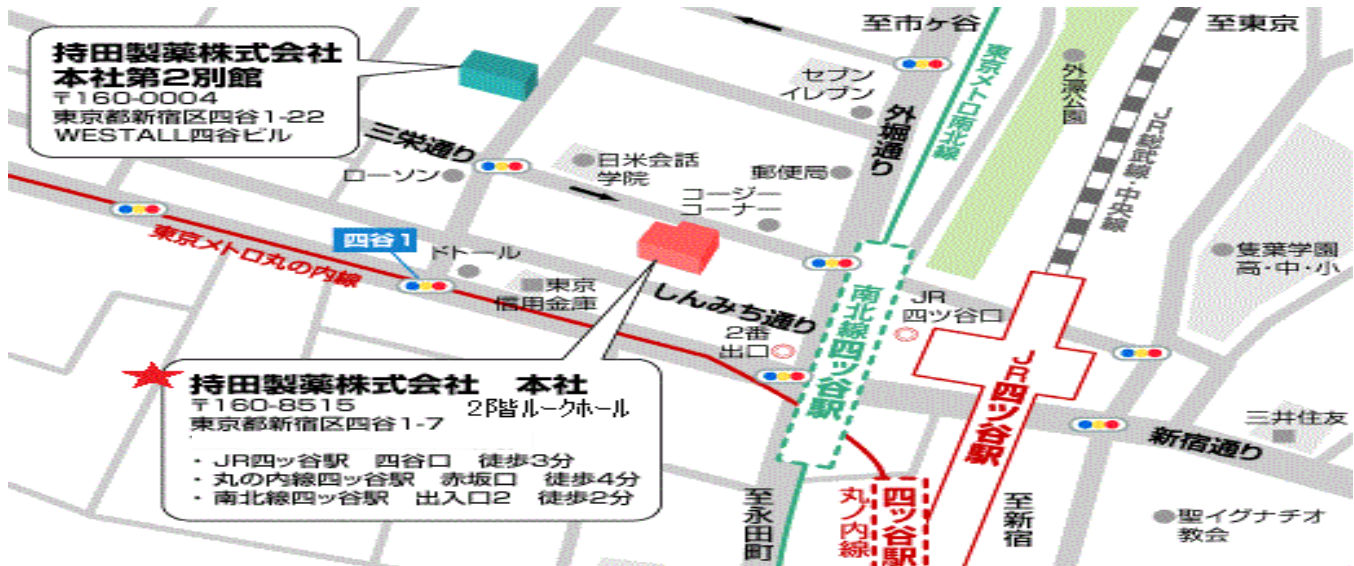 持田製薬株式会社
本社第2別館
〒160-0004
東京都新宿区四谷1-22
WESTALL四谷ビル
至市ヶ谷
至東京
セブン
イレブン
東京メトロ南北線
外濠公園
外堀通り
JR総武線・中央線
三栄通り
日米会話
学院
郵便局
ローソン
コージー
コーナー
東京メトロ丸の内線
四谷1
ドトール
東京
信用金庫
しんみち通り
2番
出口
南北線四ツ谷駅
JR
四ツ谷口
JR四ツ谷駅
雙葉学園
高・中・小
三井住友
新宿通り
持田製薬株式会社 本社
〒160-8515
2階ルークホール
東京都新宿区四谷1-7
・JR四ッ谷駅 四谷口 徒歩3分
・丸の内線四ッ谷駅 赤坂口 徒歩4分
・南北線四ッ谷駅 出入口2 徒歩2分
至永田町
丸ノ内線
四ツ谷駅
至新宿
聖イグナチオ
教会